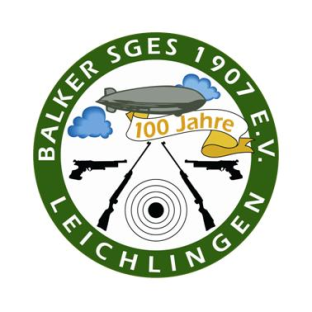 BALKER SGES 1907 E.V.
100 Jahre
LEICHLINGEN